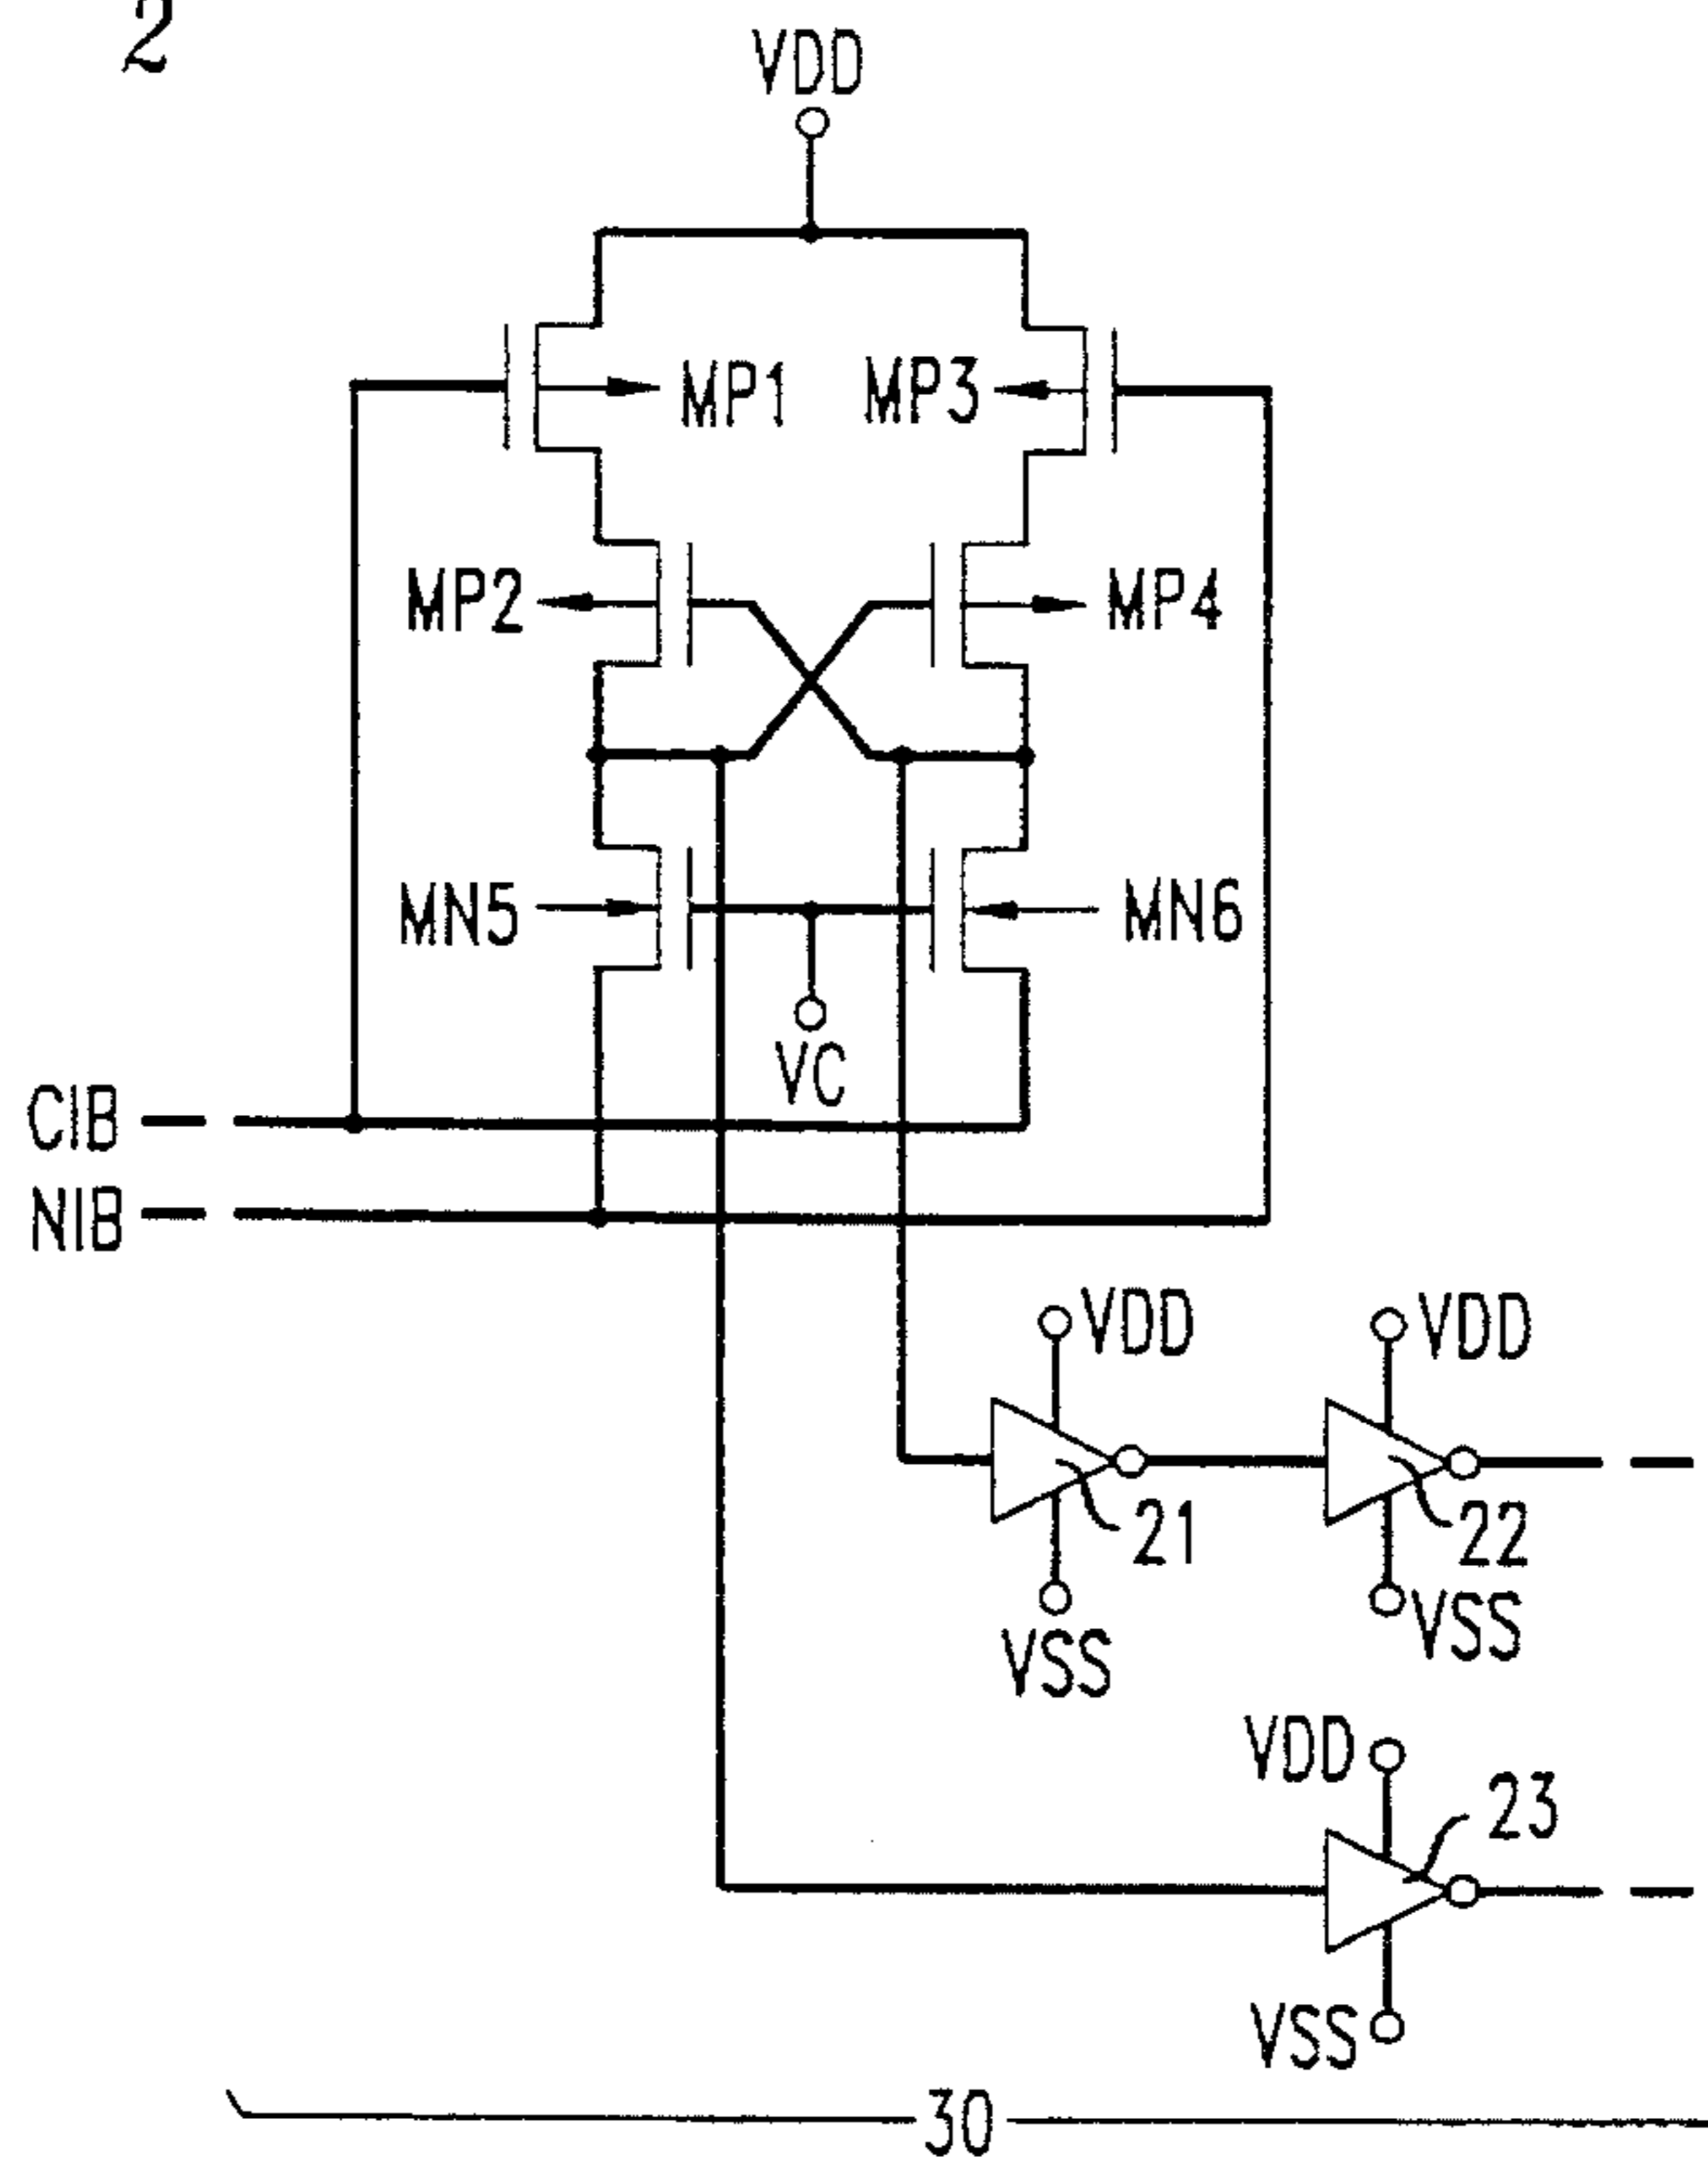 2
VDD
MP1 MP3
MP2 MP4
MN5 MN6
VC
CIB
NIB
VDD VDD
21 22
VSS VSS
VDD 23
VSS
30